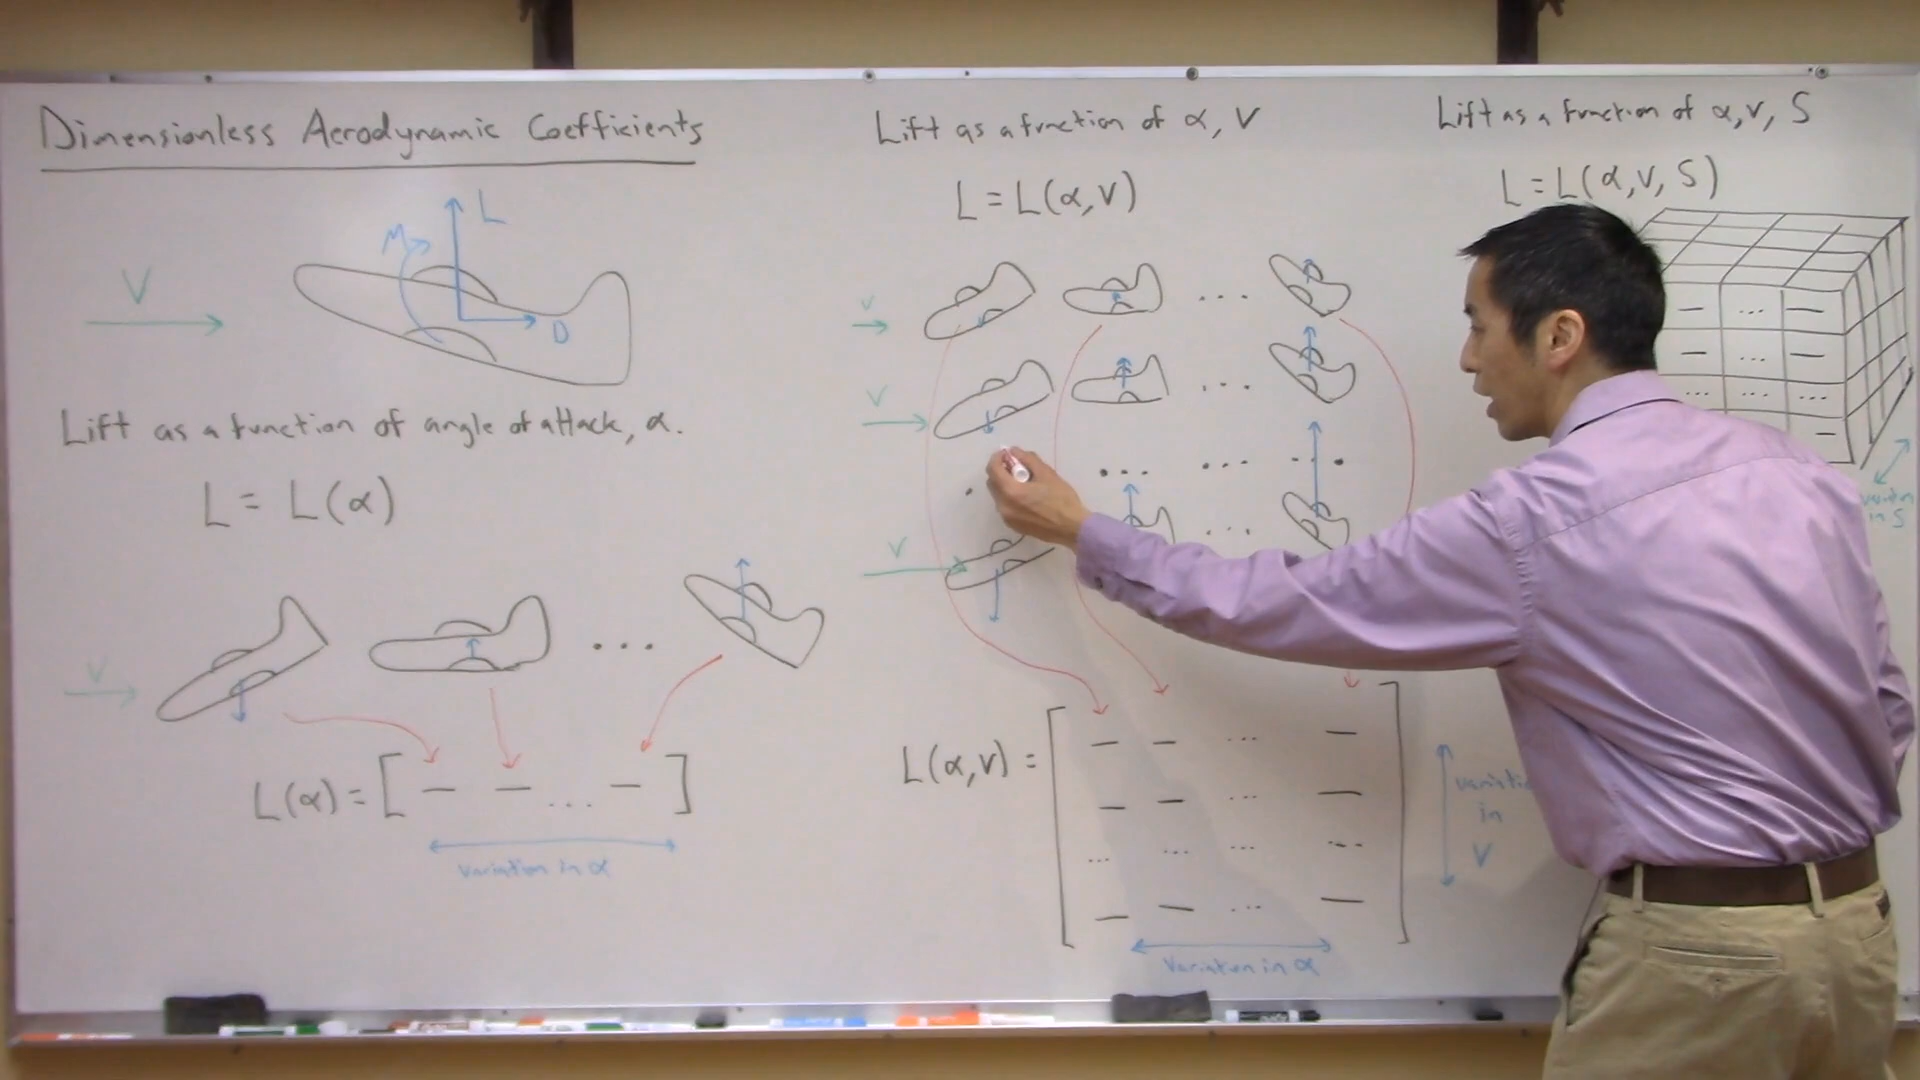 Dimensionless Aerodynamic Coefficients
L
M
V
D
Lift as a function of angle of attack, α.
L = L(α)
V
L(α) = [ — — ... — ]
variation in α
Lift as a function of α, V
L = L(α, V)
V
...
V
...
... ...
V
...
L(α, V) =
— — ... —
— — ... —
... ... ... ...
— — ... —
variation in α
in
V
Lift as a function of α, V, S
L = L(α, V, S)
— ... —
— ... —
... ...
—
in S